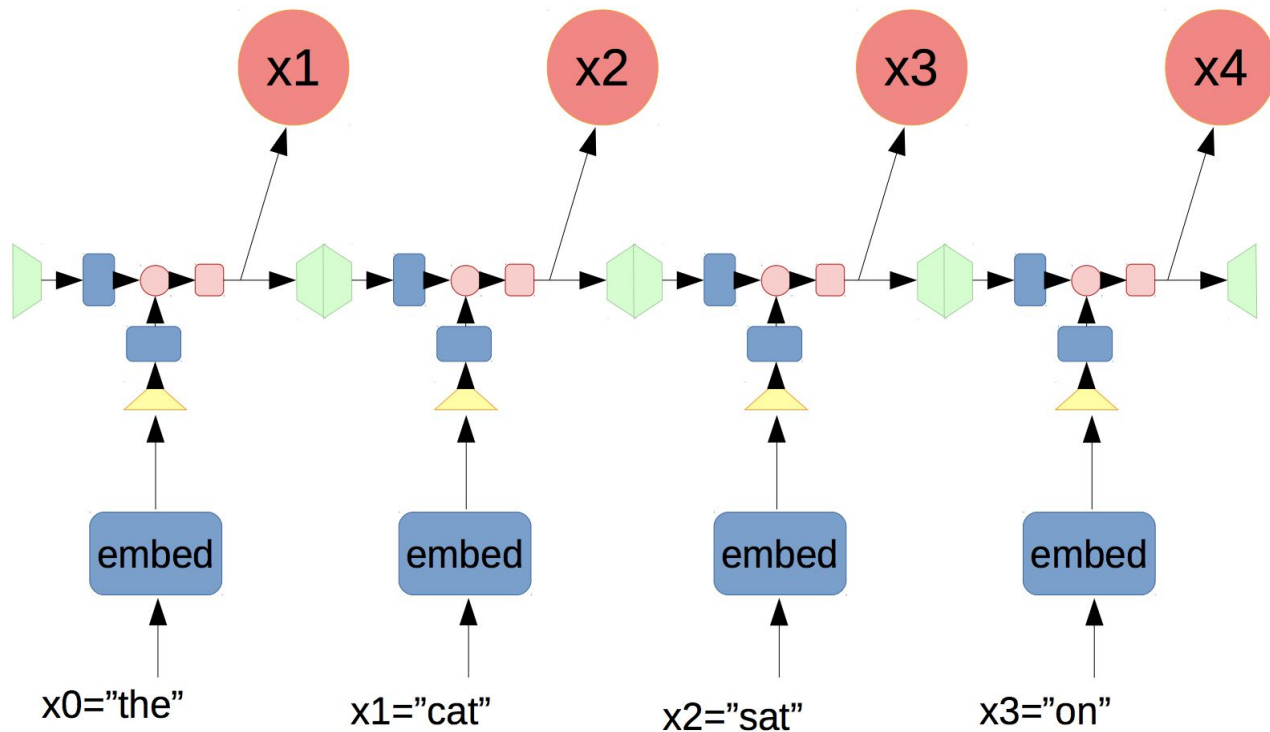 x1
x2
x3
x4
embed
embed
embed
embed
x0=”the”
x1=”cat”
x2=”sat”
x3=”on”